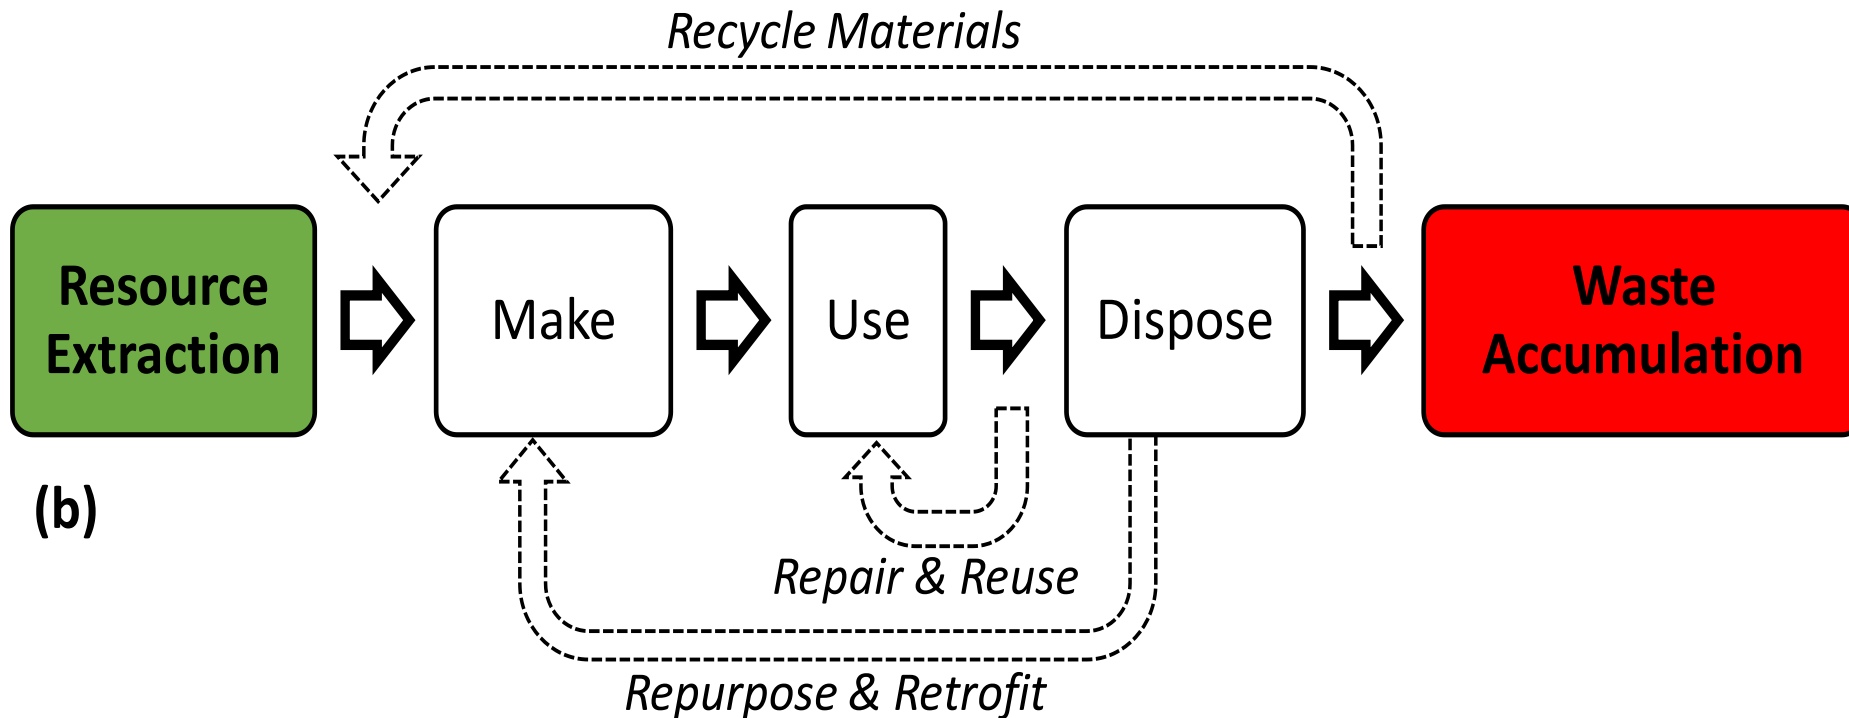 Recycle Materials
Resource
Extraction
Make
Use
Dispose
Waste
Accumulation
(b)
Repair & Reuse
Repurpose & Retrofit